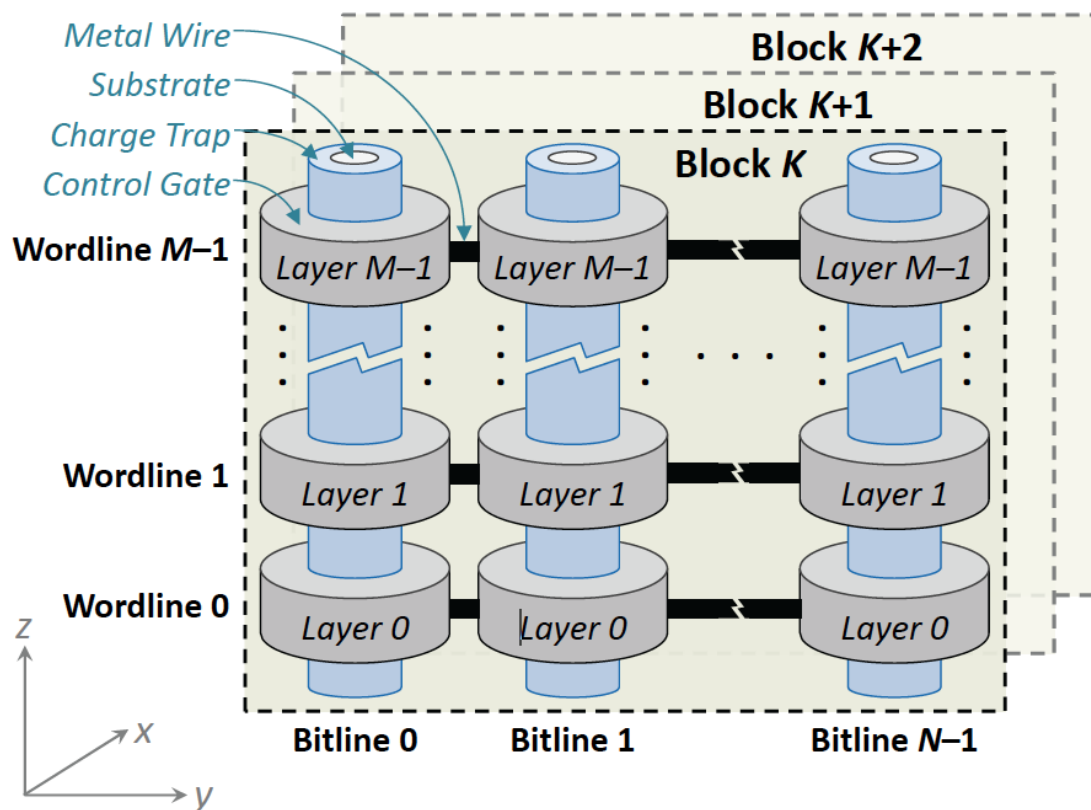 Metal Wire
Block K+2
Substrate
Block K+1
Charge Trap
Block K
Control Gate
Wordline M–1
Layer M–1
Layer M–1
Layer M–1
Wordline 1
Layer 1
Layer 1
Layer 1
Wordline 0
Layer 0
Layer 0
Layer 0
z
x
y
Bitline 0
Bitline 1
Bitline N–1